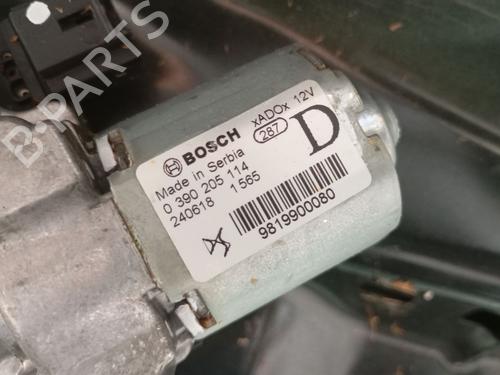 BOSCH xADOx 12V
Made in Serbia 287
0 390 205 114 D
240618 1565
9819900080
B-PARTS